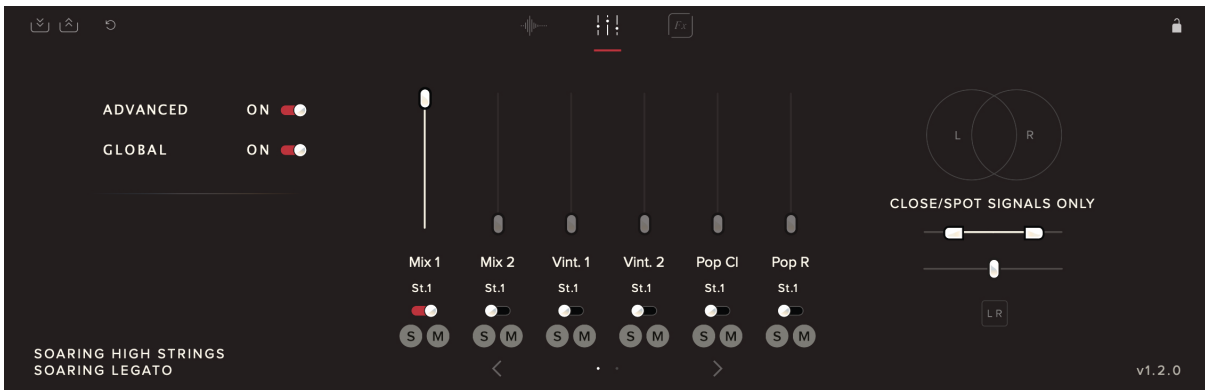 Fx
ADVANCED ON
GLOBAL ON
L R
CLOSE/SPOT SIGNALS ONLY
Mix 1 Mix 2 Vint. 1 Vint. 2 Pop Cl Pop R
St.1 St.1 St.1 St.1 St.1 St.1
S M S M S M S M S M S M
L R
SOARING HIGH STRINGS
SOARING LEGATO
v1.2.0